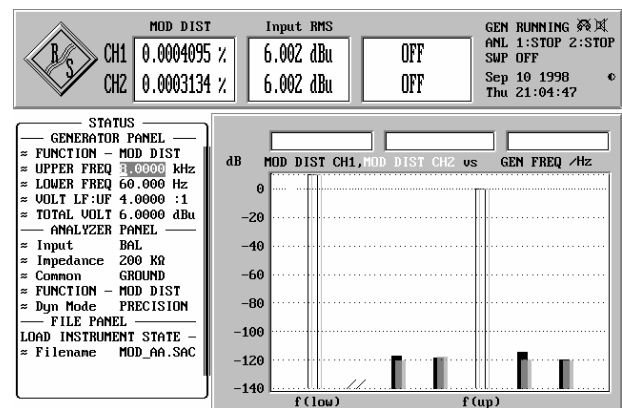 MOD DIST Input RMS
R/S CH1 0.0004095 % 6.002 dBu OFF
CH2 0.0003134 % 6.002 dBu OFF
GEN RUNNING
ANL 1:STOP 2:STOP
SWP OFF
Sep 10 1998
Thu 21:04:47
STATUS
GENERATOR PANEL
≈ FUNCTION - MOD DIST
≈ UPPER FREQ 8.0000 kHz
≈ LOWER FREQ 60.000 Hz
≈ VOLT LF:UF 4.0000 :1
≈ TOTAL VOLT 6.0000 dBu
ANALYZER PANEL
≈ Input BAL
≈ Impedance 200 KΩ
≈ Common GROUND
≈ FUNCTION - MOD DIST
≈ Dyn Mode PRECISION
FILE PANEL
LOAD INSTRUMENT STATE -
≈ Filename MOD_AA.SAC
dB MOD DIST CH1,MOD DIST CH2 vs GEN FREQ /Hz
0
-20
-40
-60
-80
-100
-120
-140
f(low) f(up)